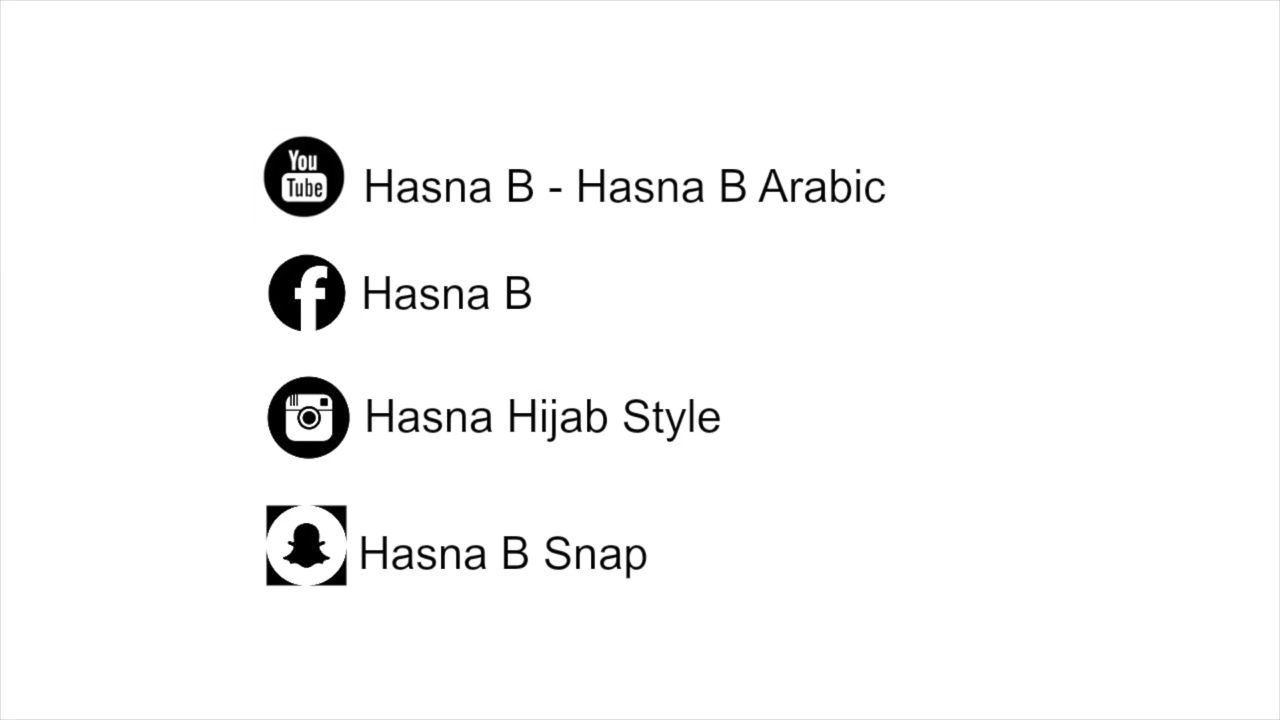 You
Tube
Hasna B - Hasna B Arabic
f
Hasna B
Hasna Hijab Style
Hasna B Snap